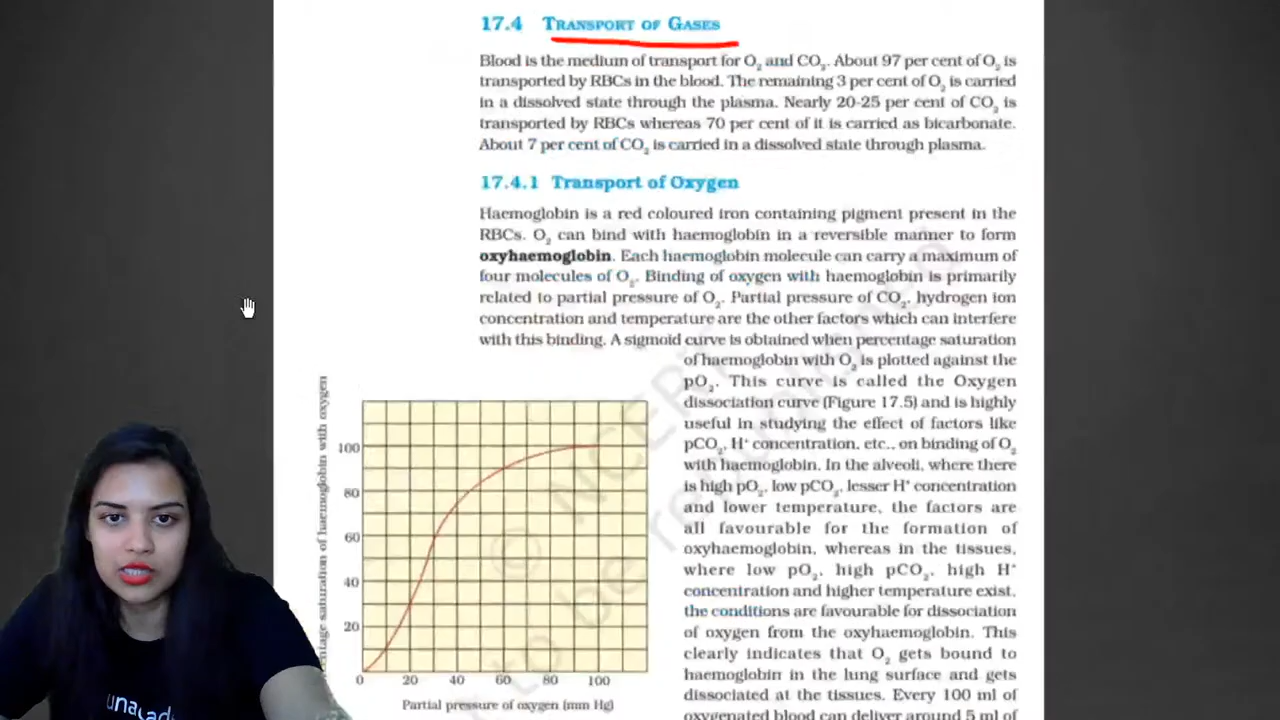 17.4 TRANSPORT OF GASES
Blood is the medium of transport for O₂ and CO₂. About 97 per cent of O₂ is
transported by RBCs in the blood. The remaining 3 per cent of O₂ is carried
in a dissolved state through the plasma. Nearly 20-25 per cent of CO₂ is
transported by RBCs whereas 70 per cent of it is carried as bicarbonate.
About 7 per cent of CO₂ is carried in a dissolved state through plasma.
17.4.1 Transport of Oxygen
Haemoglobin is a red coloured iron containing pigment present in the
RBCs. O₂ can bind with haemoglobin in a reversible manner to form
oxyhaemoglobin. Each haemoglobin molecule can carry a maximum of
four molecules of O₂. Binding of oxygen with haemoglobin is primarily
related to partial pressure of O₂. Partial pressure of CO₂, hydrogen ion
concentration and temperature are the other factors which can interfere
with this binding. A sigmoid curve is obtained when percentage saturation
of haemoglobin with O₂ is plotted against the
pO₂. This curve is called the Oxygen
dissociation curve (Figure 17.5) and is highly
useful in studying the effect of factors like
pCO₂, H⁺ concentration, etc., on binding of O₂
with haemoglobin. In the alveoli, where there
is high pO₂, low pCO₂, lesser H⁺ concentration
and lower temperature, the factors are
all favourable for the formation of
oxyhaemoglobin, whereas in the tissues,
where low pO₂, high pCO₂, high H⁺
concentration and higher temperature exist,
the conditions are favourable for dissociation
of oxygen from the oxyhaemoglobin. This
clearly indicates that O₂ gets bound to
haemoglobin in the lung surface and gets
dissociated at the tissues. Every 100 ml of
oxygenated blood can deliver around 5 ml of
saturation of haemoglobin with oxygen
100
80
60
40
20
0 20 40 60 80 100
Partial pressure of oxygen (mm Hg)
© NCERT
to be republished